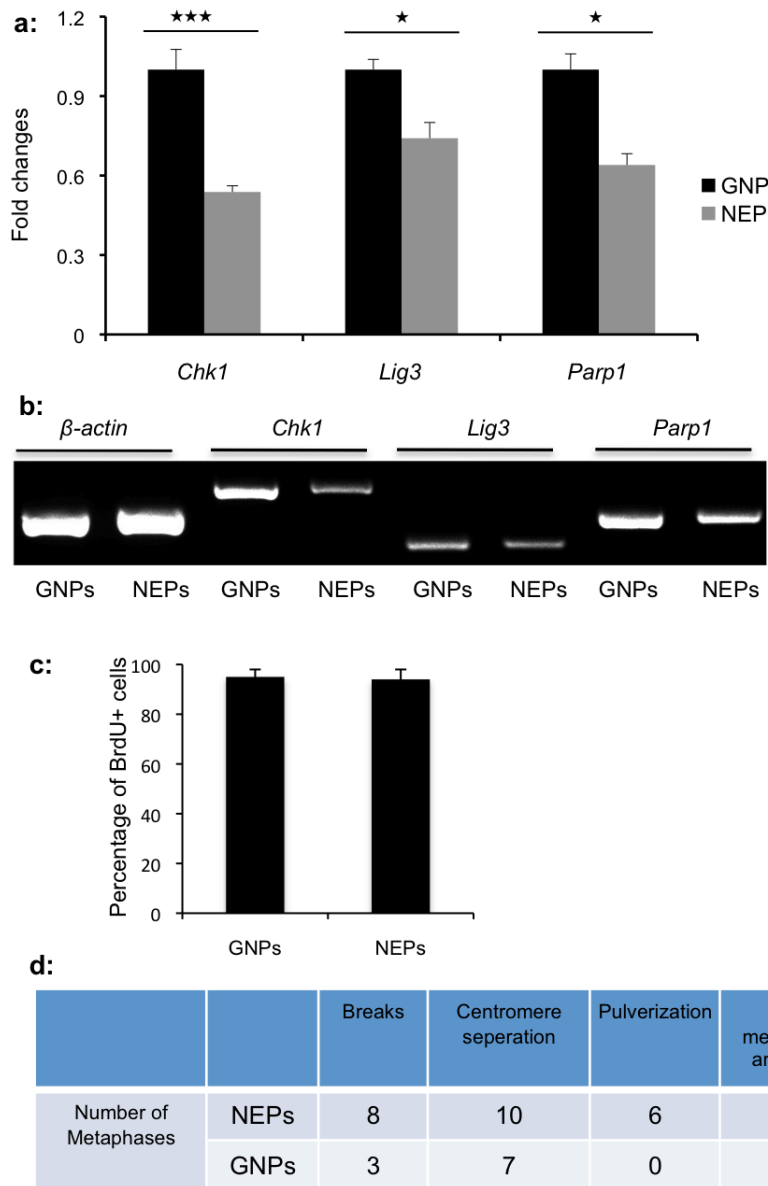 a:
★★★ ★ ★
1.2
0.9
0.6
0.3
0
Fold changes
GNP
NEP
Chk1 Lig3 Parp1
b:
β-actin Chk1 Lig3 Parp1
GNPs NEPs GNPs NEPs GNPs NEPs GNPs NEPs
c:
100
80
60
40
20
0
Percentage of BrdU+ cells
GNPs NEPs
d:
Breaks Centromere seperation Pulverization
Number of Metaphases
NEPs 8 10 6
GNPs 3 7 0